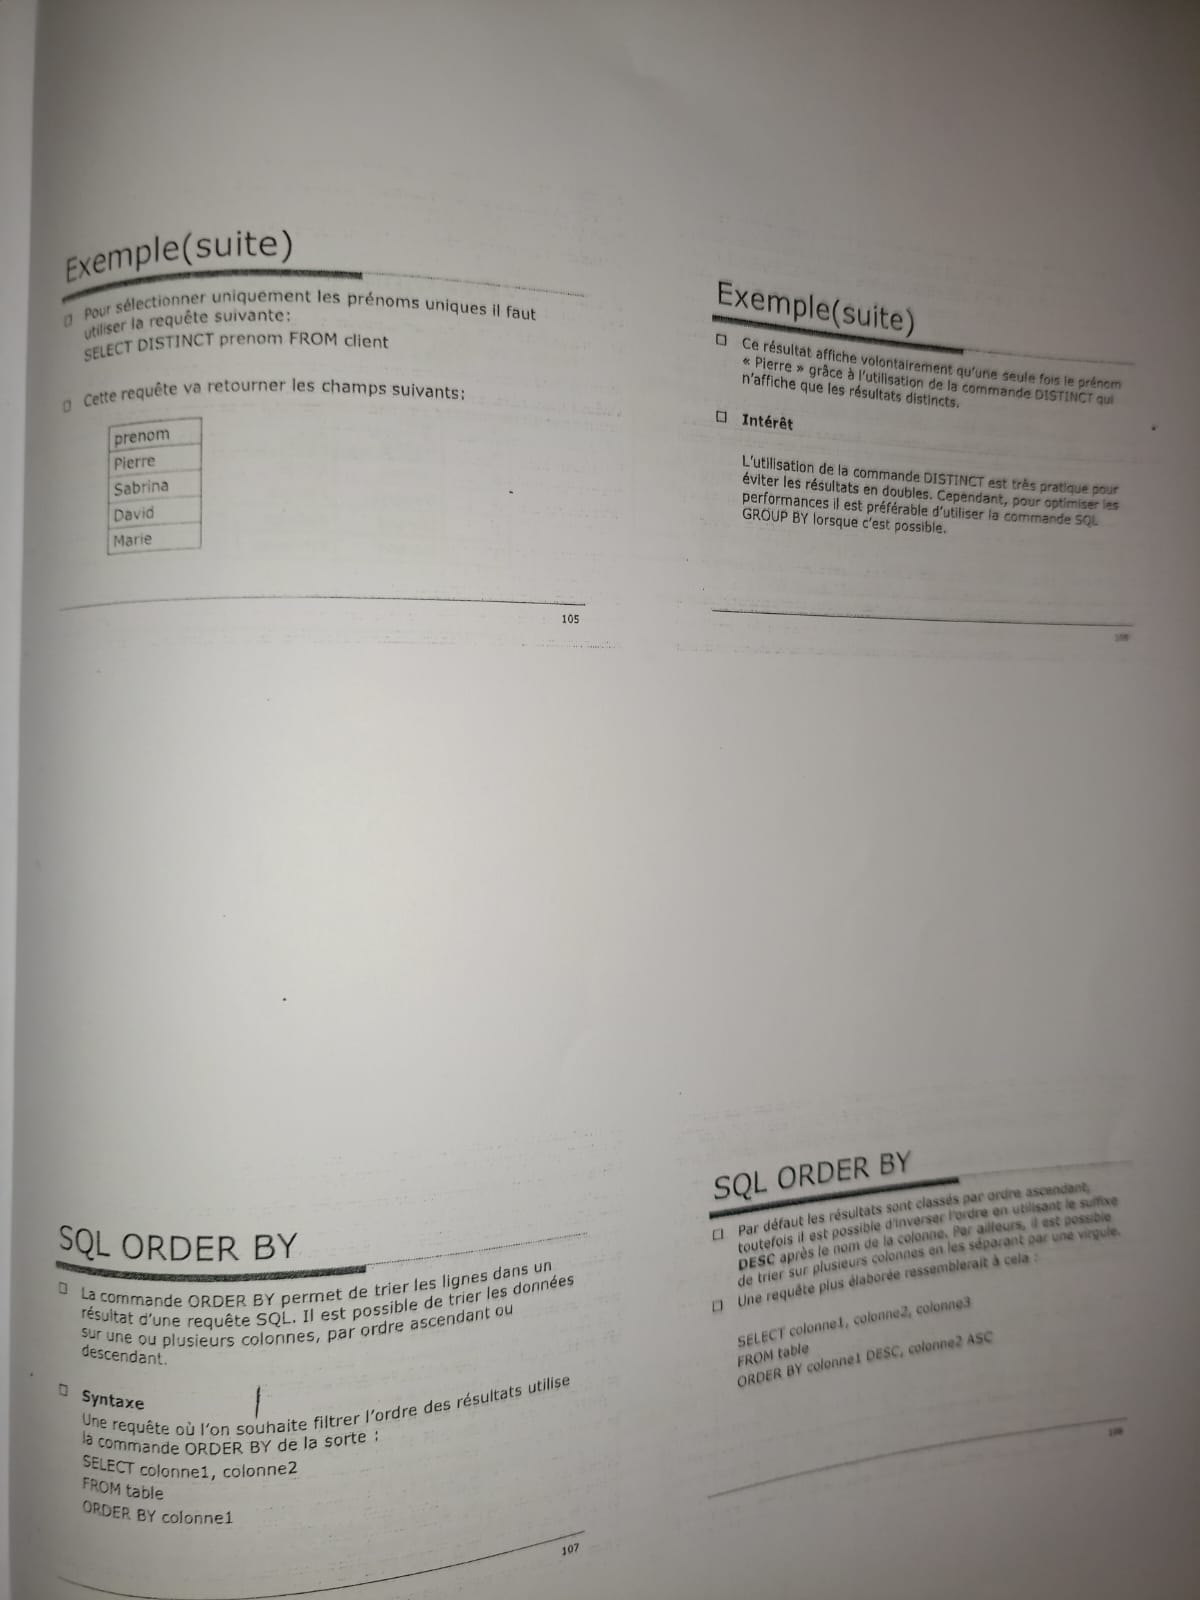 Exemple(suite)
Pour sélectionner uniquement les prénoms uniques il faut
utiliser la requête suivante:
SELECT DISTINCT prenom FROM client
Cette requête va retourner les champs suivants:
prenom
Pierre
Sabrina
David
Marie
105
Exemple(suite)
Ce résultat affiche volontairement qu'une seule fois le prénom
« Pierre » grâce à l'utilisation de la commande DISTINCT qui
n'affiche que les résultats distincts.
Intérêt
L'utilisation de la commande DISTINCT est très pratique pour
éviter les résultats en doubles. Cependant, pour optimiser les
performances il est préférable d'utiliser la commande SQL
GROUP BY lorsque c'est possible.
SQL ORDER BY
La commande ORDER BY permet de trier les lignes dans un
résultat d'une requête SQL. Il est possible de trier les données
sur une ou plusieurs colonnes, par ordre ascendant ou
descendant.
Syntaxe
Une requête où l'on souhaite filtrer l'ordre des résultats utilise
la commande ORDER BY de la sorte :
SELECT colonne1, colonne2
FROM table
ORDER BY colonne1
107
SQL ORDER BY
Par défaut les résultats sont classés par ordre ascendant,
toutefois il est possible d'inverser l'ordre en utilisant le suffixe
DESC après le nom de la colonne. Par ailleurs, il est possible
de trier sur plusieurs colonnes en les séparant par une virgule.
Une requête plus élaborée ressemblerait à cela :
SELECT colonne1, colonne2, colonne3
FROM table
ORDER BY colonne1 DESC, colonne2 ASC